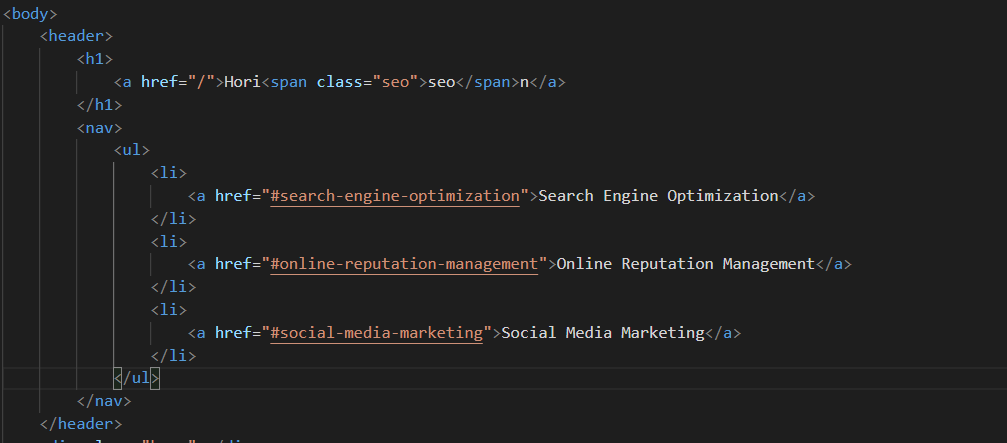 <body>
    <header>
        <h1>
            <a href="/">Hori<span class="seo">seo</span>n</a>
        </h1>
        <nav>
            <ul>
                <li>
                    <a href="#search-engine-optimization">Search Engine Optimization</a>
                </li>
                <li>
                    <a href="#online-reputation-management">Online Reputation Management</a>
                </li>
                <li>
                    <a href="#social-media-marketing">Social Media Marketing</a>
                </li>
            </ul>
        </nav>
    </header>